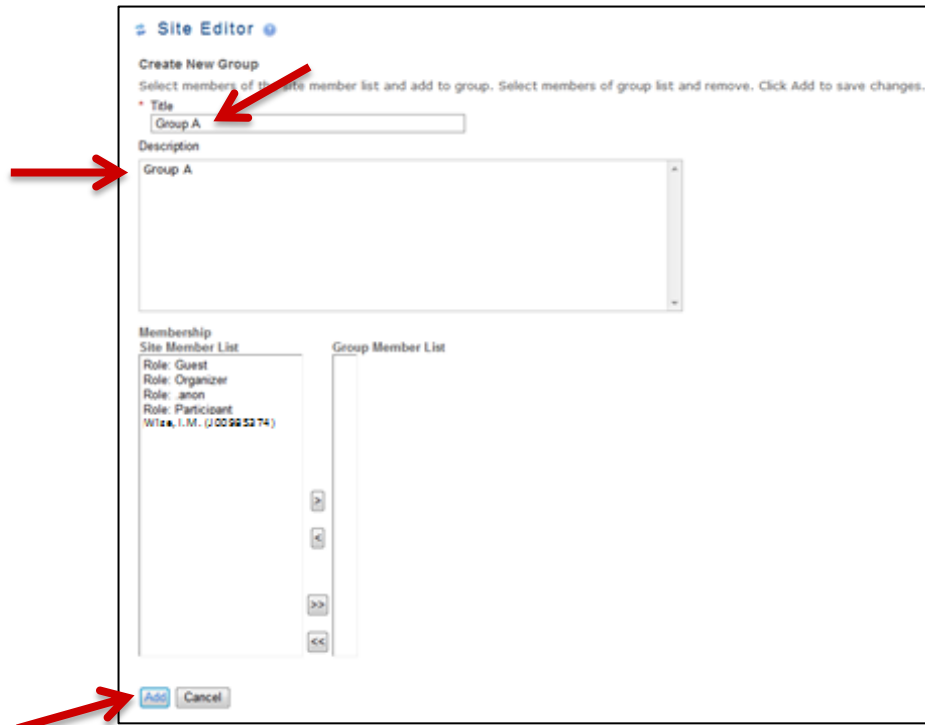 Site Editor
Create New Group
Select members of the site member list and add to group. Select members of group list and remove. Click Add to save changes.
* Title
Group A
Description
Group A
Membership
Site Member List Group Member List
Role: Guest
Role: Organizer
Role: .anon
Role: Participant
Wise, I.M. (J00985374)
>
<
>>
<<
Add Cancel